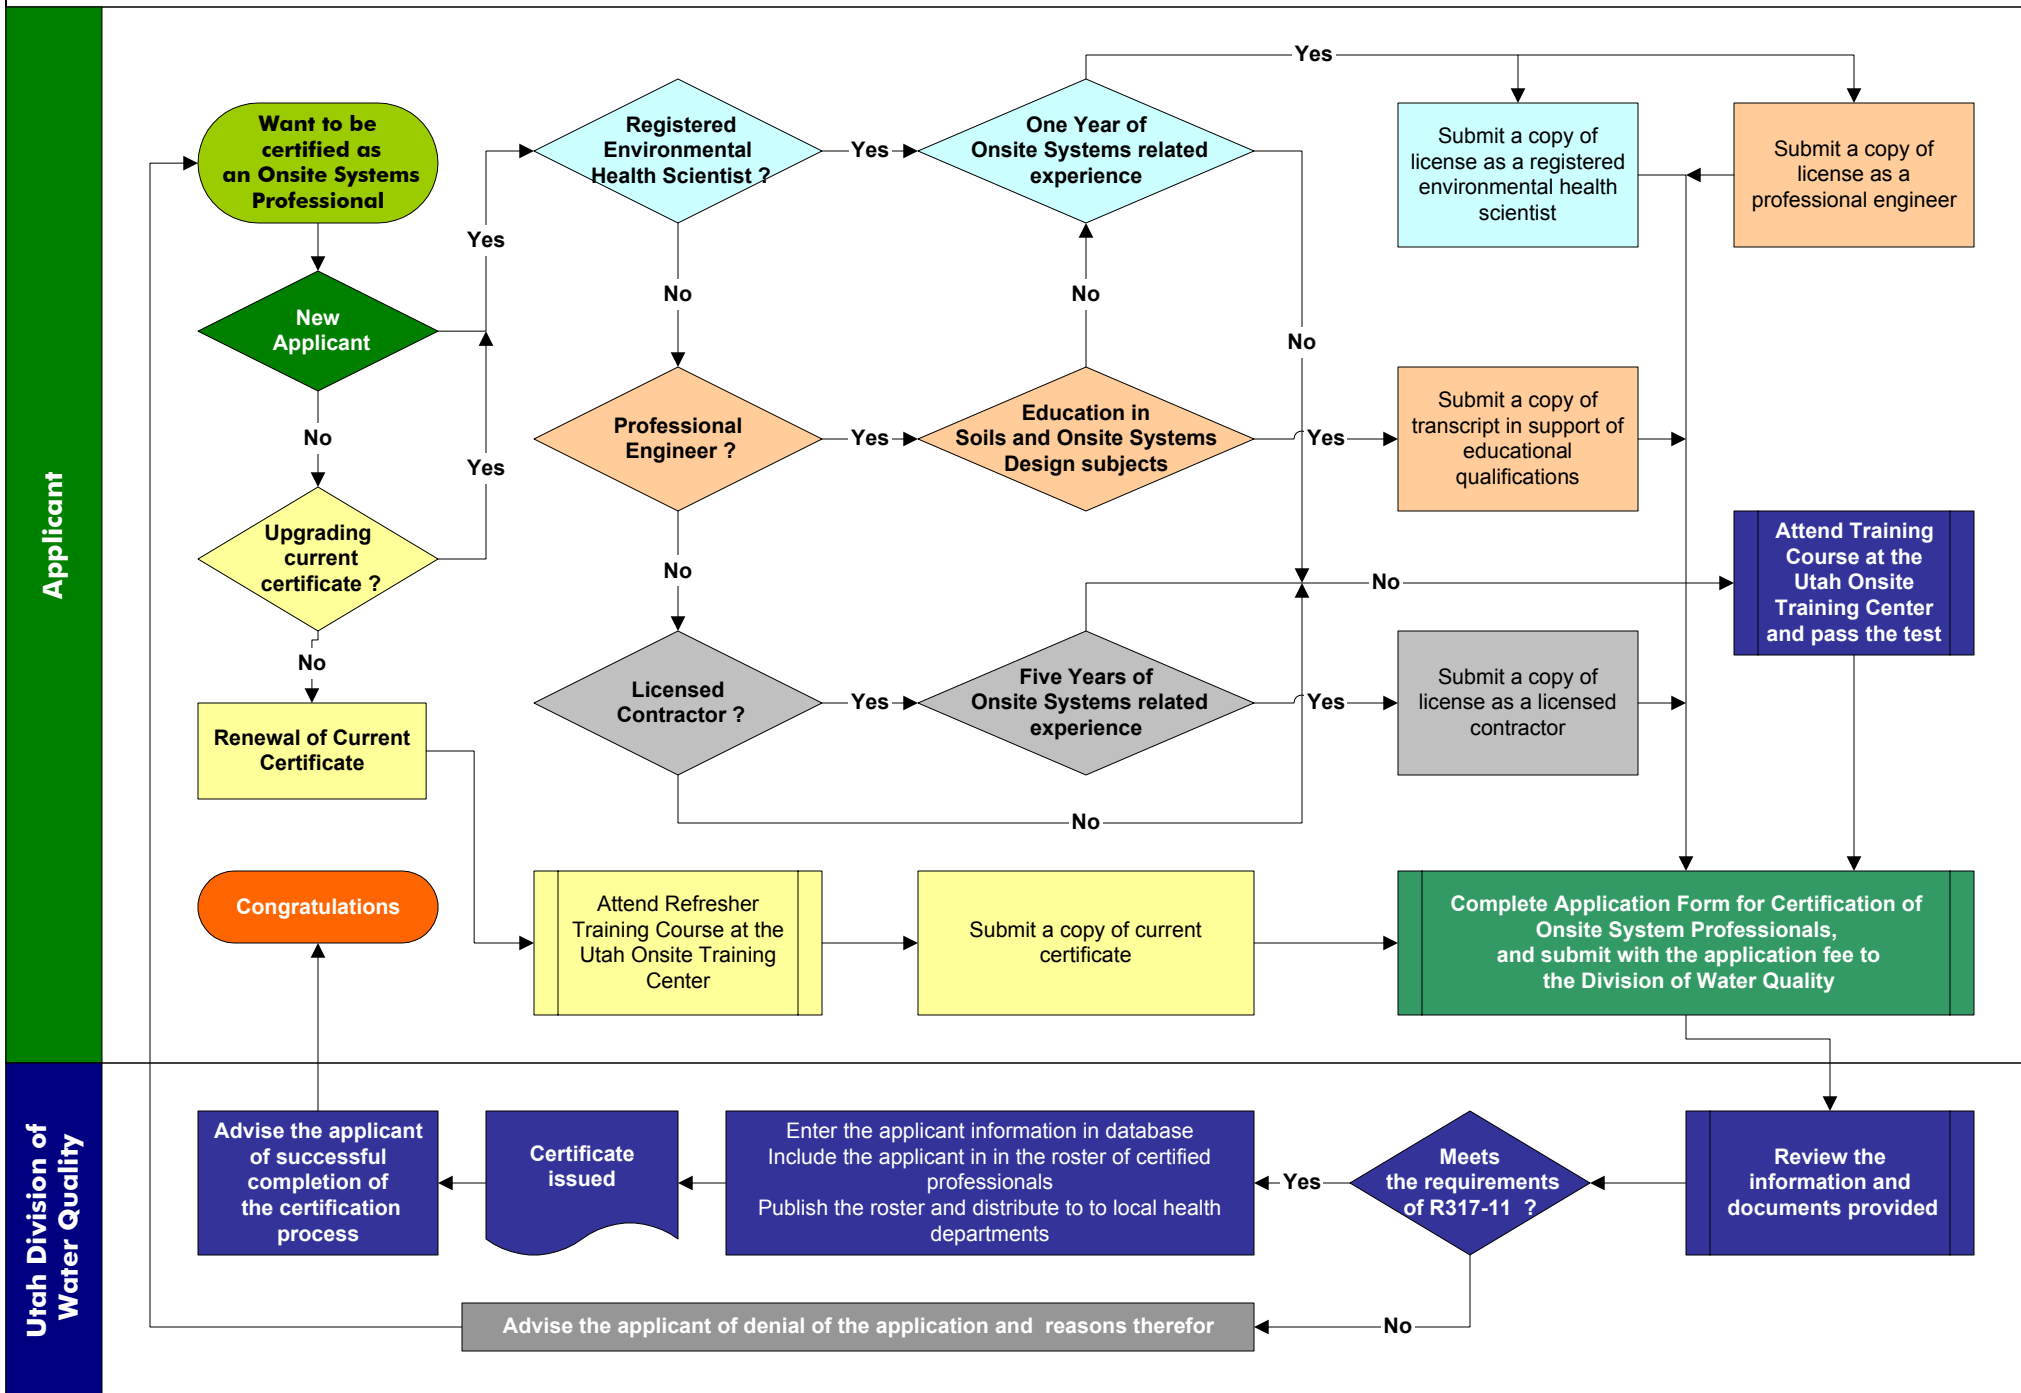 Applicant
Want to be
certified as
an Onsite Systems
Professional
New
Applicant
Yes
No
Upgrading
current
certificate ?
Yes
No
Renewal of Current
Certificate
Registered
Environmental
Health Scientist ?
Yes
No
One Year of
Onsite Systems related
experience
Yes
No
Submit a copy of
license as a registered
environmental health
scientist
Submit a copy of
license as a
professional engineer
Professional
Engineer ?
Yes
No
Education in
Soils and Onsite Systems
Design subjects
No
Yes
Submit a copy of
transcript in support of
educational
qualifications
Licensed
Contractor ?
Yes
No
Five Years of
Onsite Systems related
experience
No
Yes
Submit a copy of
license as a licensed
contractor
Attend Training
Course at the
Utah Onsite
Training Center
and pass the test
Congratulations
Attend Refresher
Training Course at the
Utah Onsite Training
Center
Submit a copy of current
certificate
Complete Application Form for Certification of
Onsite System Professionals,
and submit with the application fee to
the Division of Water Quality
Utah Division of
Water Quality
Advise the applicant
of successful
completion of
the certification
process
Certificate
issued
Enter the applicant information in database
Include the applicant in in the roster of certified
professionals
Publish the roster and distribute to to local health
departments
Yes
Meets
the requirements
of R317-11 ?
Review the
information and
documents provided
Advise the applicant of denial of the application and reasons therefor
No